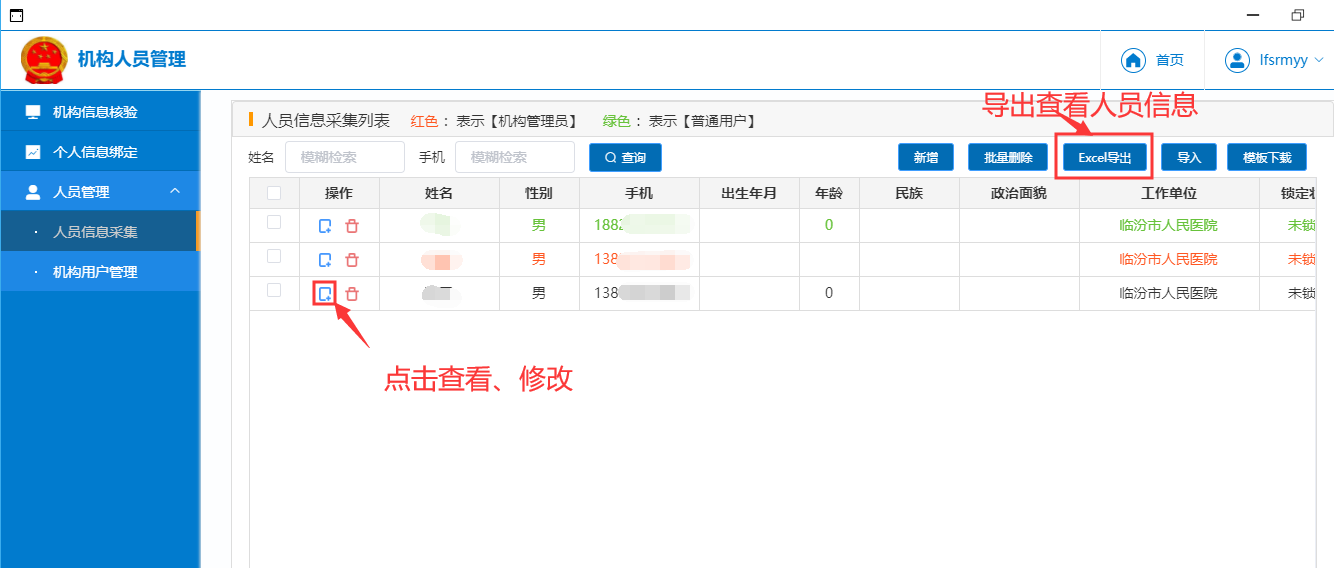 机构人员管理
首页
lfsrmyy
机构信息核验
个人信息绑定
人员管理
· 人员信息采集
· 机构用户管理
导出查看人员信息
人员信息采集列表 红色 ：表示【机构管理员】 绿色 ：表示【普通用户】
姓名 模糊检索 手机 模糊检索 查询 新增 批量删除 Excel导出 导入 模板下载
操作 姓名 性别 手机 出生年月 年龄 民族 政治面貌 工作单位 锁定状
男 1882 0 临汾市人民医院 未锁
男 138 临汾市人民医院 未锁
男 138 0 临汾市人民医院 未锁
点击查看、修改